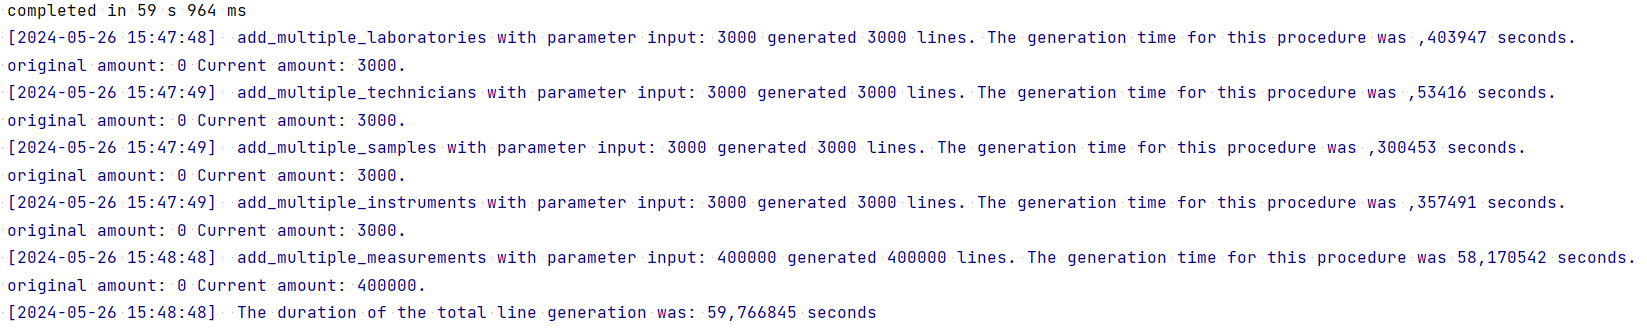 completed in 59 s 964 ms
[2024-05-26 15:47:48] add_multiple_laboratories with parameter input: 3000 generated 3000 lines. The generation time for this procedure was ,403947 seconds.
original amount: 0 Current amount: 3000.
[2024-05-26 15:47:49] add_multiple_technicians with parameter input: 3000 generated 3000 lines. The generation time for this procedure was ,53416 seconds.
original amount: 0 Current amount: 3000.
[2024-05-26 15:47:49] add_multiple_samples with parameter input: 3000 generated 3000 lines. The generation time for this procedure was ,300453 seconds.
original amount: 0 Current amount: 3000.
[2024-05-26 15:47:49] add_multiple_instruments with parameter input: 3000 generated 3000 lines. The generation time for this procedure was ,357491 seconds.
original amount: 0 Current amount: 3000.
[2024-05-26 15:48:48] add_multiple_measurements with parameter input: 400000 generated 400000 lines. The generation time for this procedure was 58,170542 seconds.
original amount: 0 Current amount: 400000.
[2024-05-26 15:48:48] The duration of the total line generation was: 59,766845 seconds